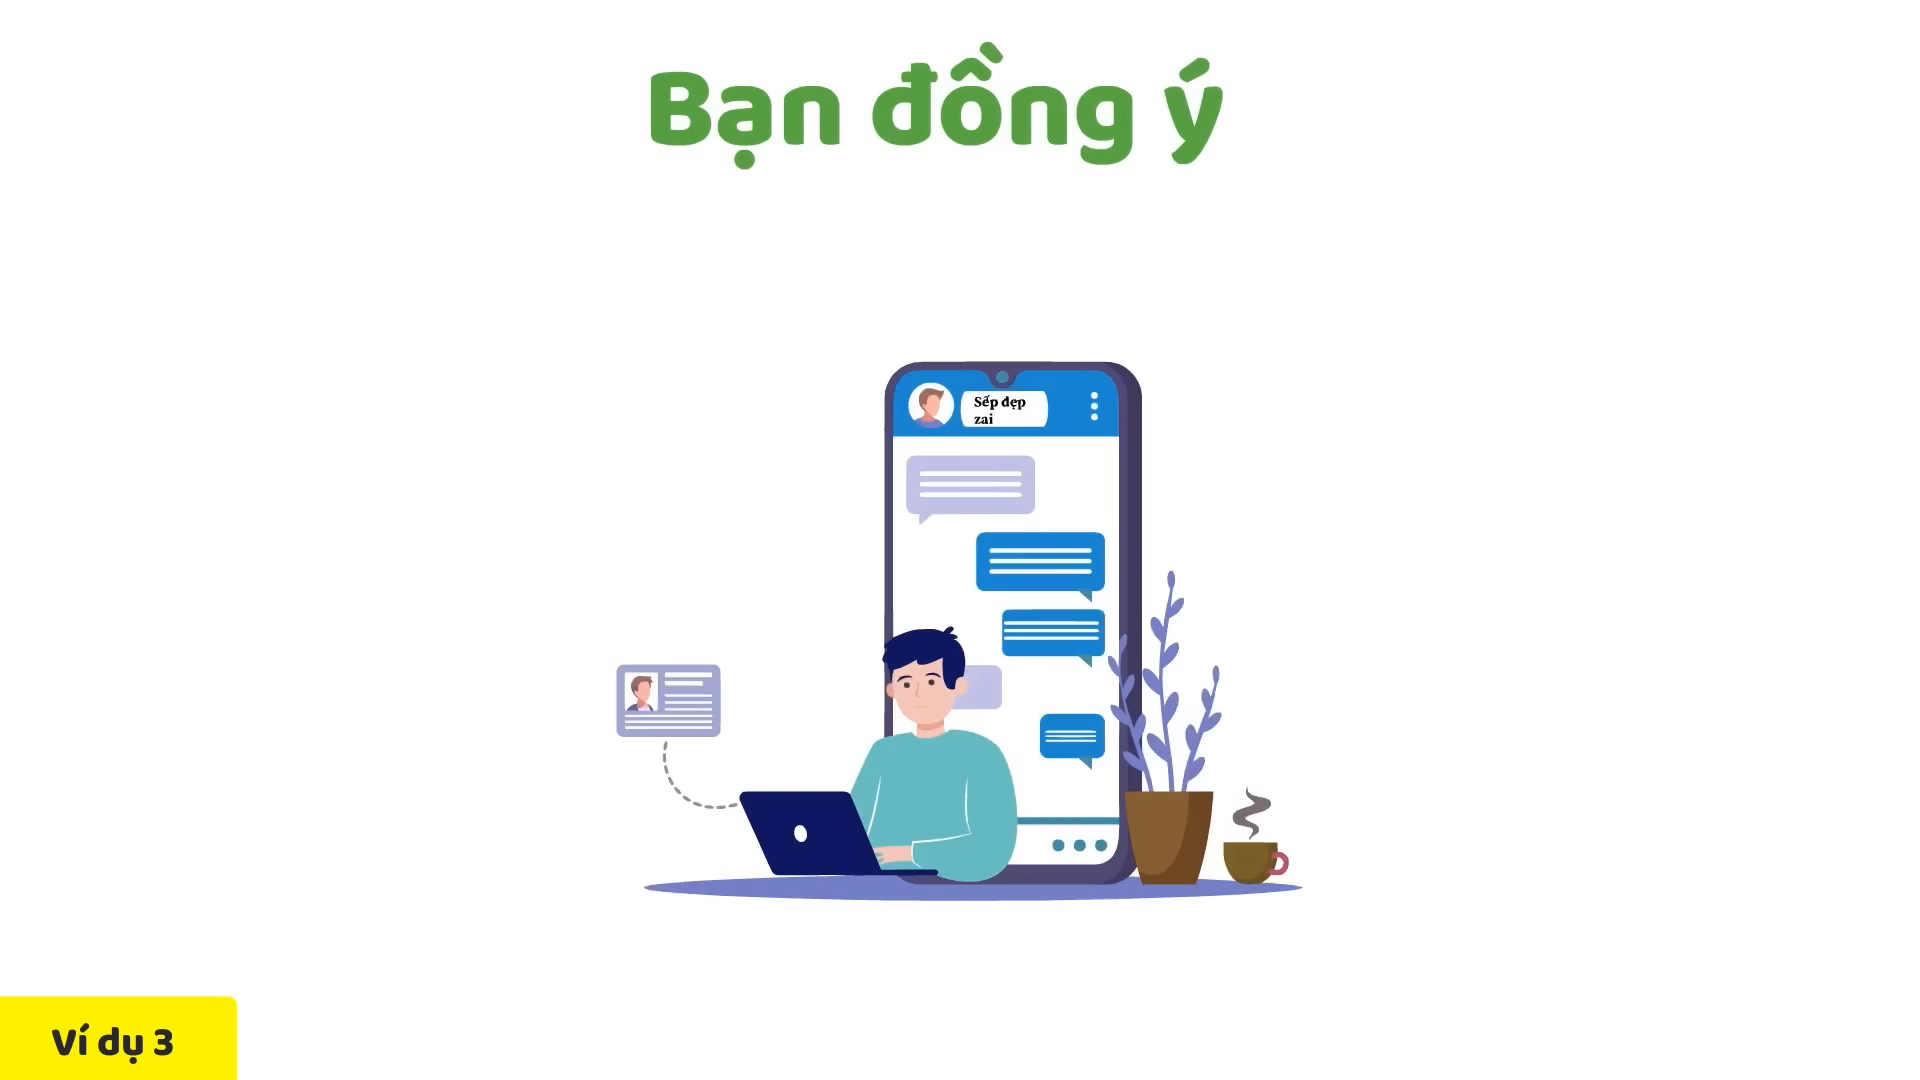 Bạn đồng ý
Sếp đẹp
zai
Ví dụ 3